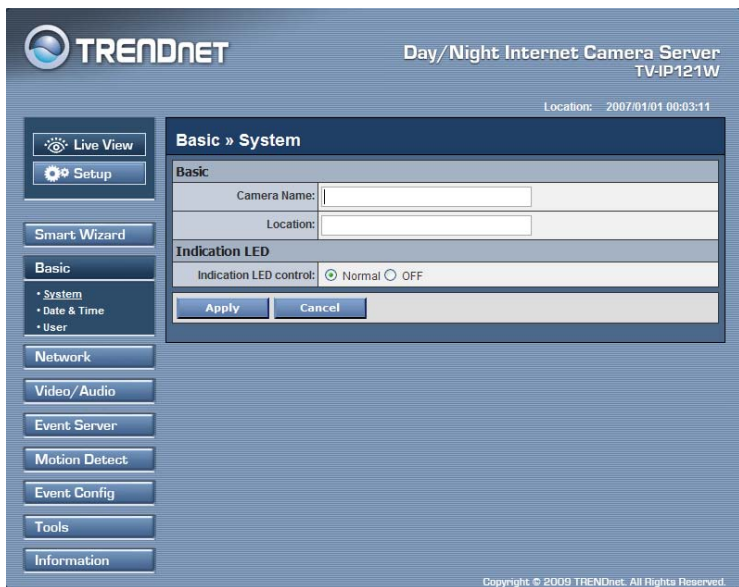 TRENDNET
Day/Night Internet Camera Server
TV-IP121W
Location: 2007/01/01 00:03:11
Live View
Setup
Smart Wizard
Basic
• System
• Date & Time
• User
Network
Video/Audio
Event Server
Motion Detect
Event Config
Tools
Information
Basic » System
Basic
Camera Name:
Location:
Indication LED
Indication LED control: Normal OFF
Apply Cancel
Copyright © 2009 TRENDnet. All Rights Reserved.